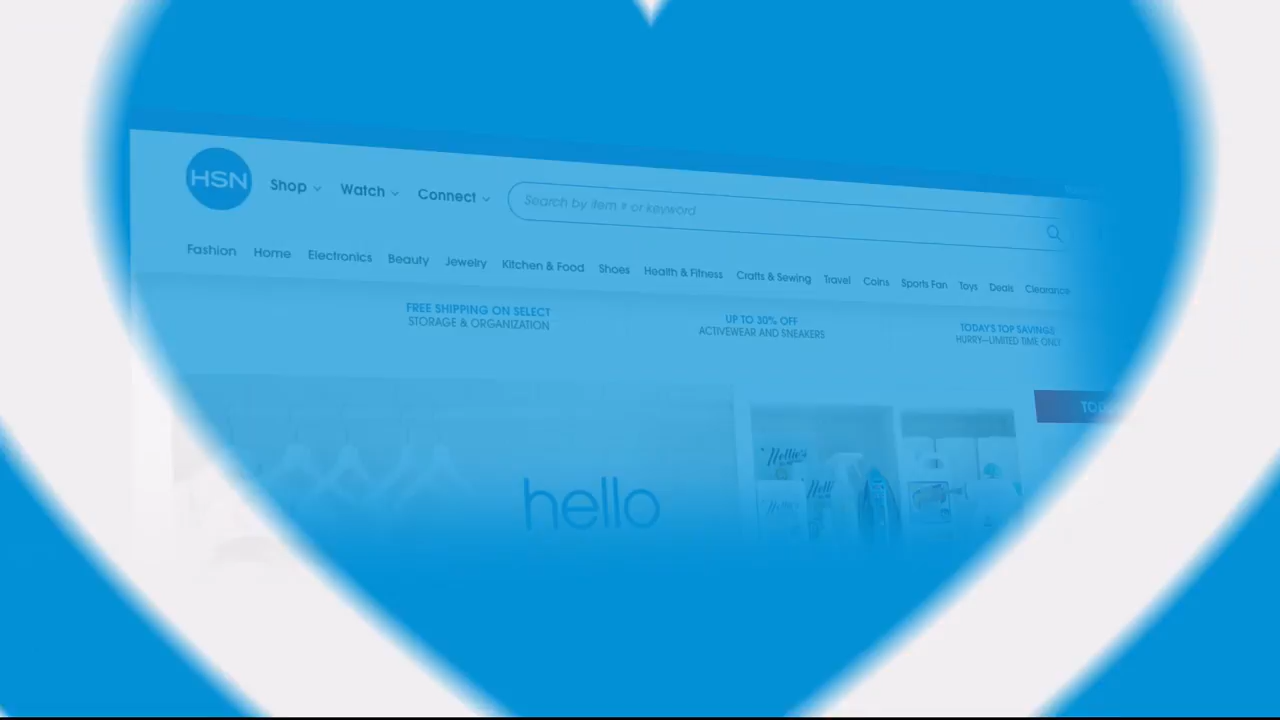 HSN
Shop Watch Connect
Search by item # or keyword
Fashion Home Electronics Beauty Jewelry Kitchen & Food Shoes Health & Fitness Crafts & Sewing Travel Coins Sports Fan Toys Deals Clearance
FREE SHIPPING ON SELECT
STORAGE & ORGANIZATION
UP TO 30% OFF
ACTIVEWEAR AND SNEAKERS
TODAY'S TOP SAVINGS
HURRY—LIMITED TIME ONLY
hello
Nellie's